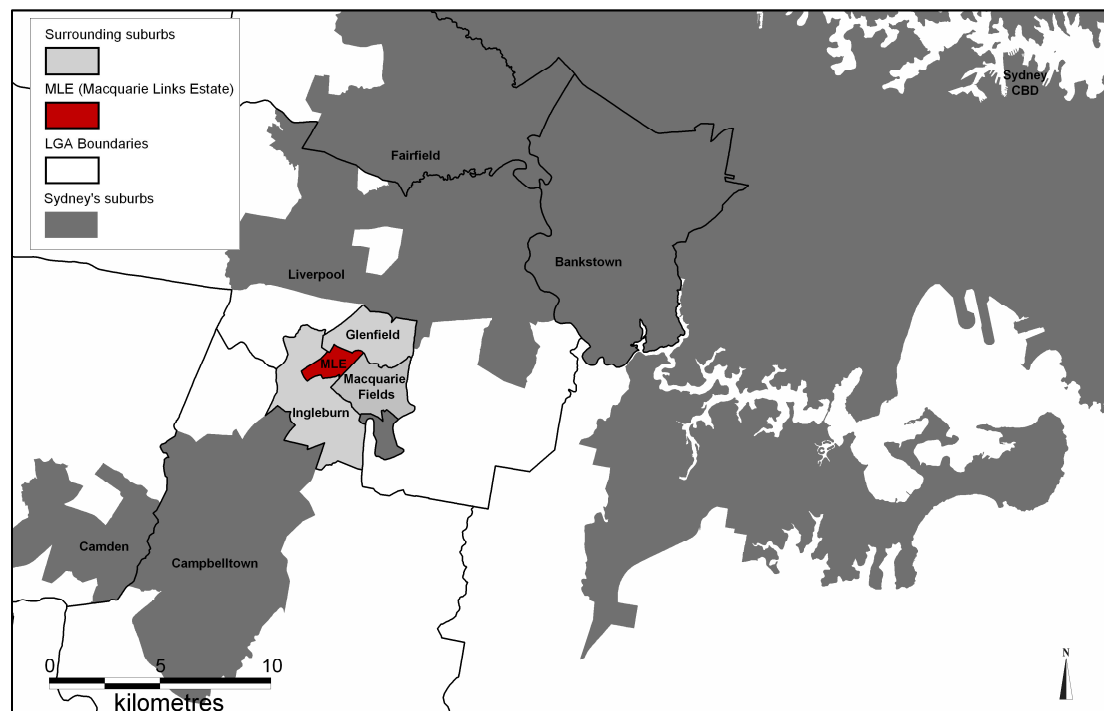 Surrounding suburbs
MLE (Macquarie Links Estate)
LGA Boundaries
Sydney's suburbs
Sydney
CBD
Fairfield
Bankstown
Liverpool
Glenfield
MLE
Macquarie
Fields
Ingleburn
Camden
Campbelltown
0 5 10
kilometres
N